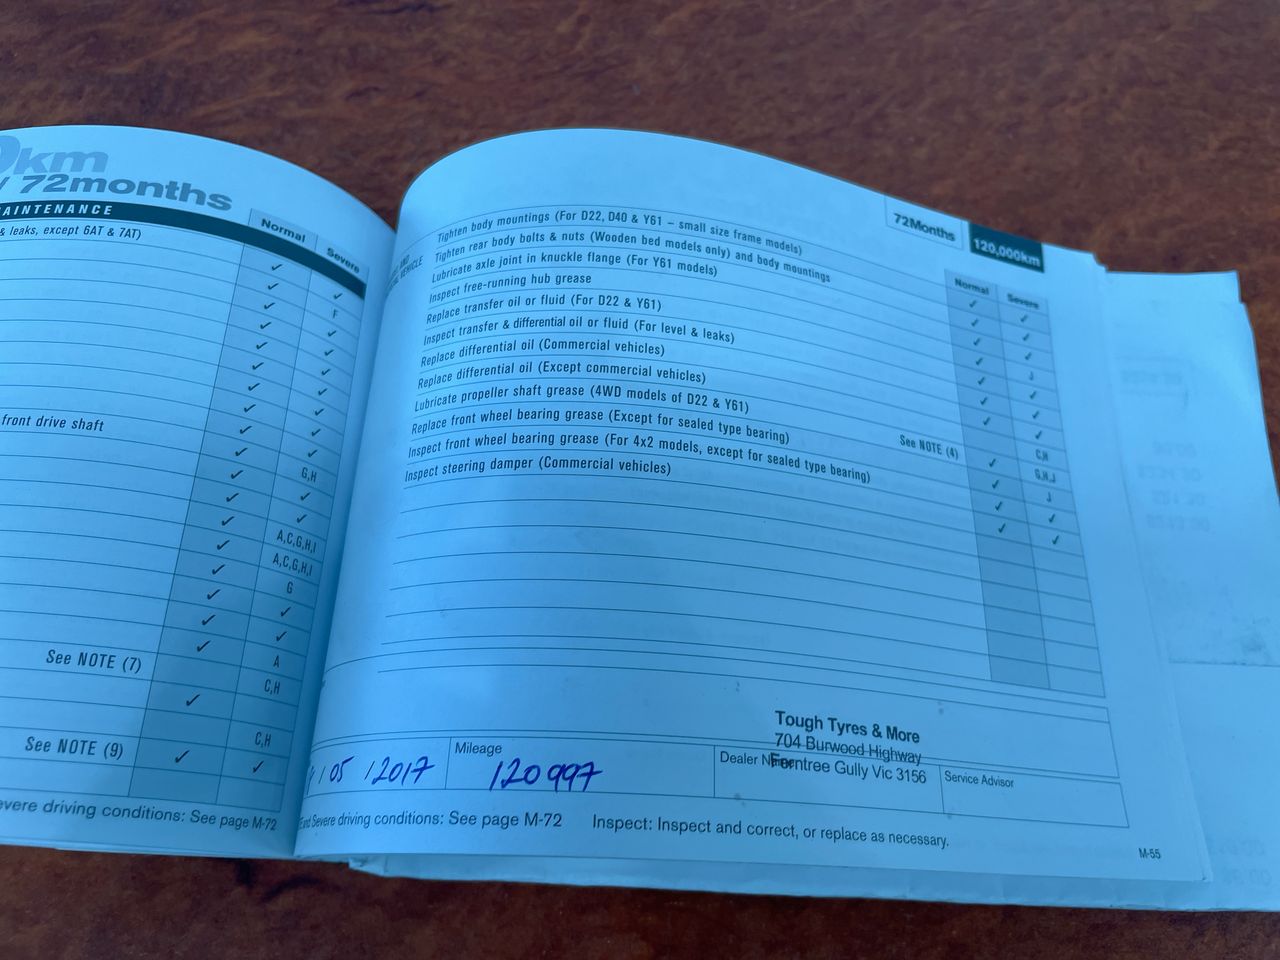 km
/ 72months
AINTENANCE
Normal
Severe
& leaks, except 6AT & 7AT)
✓
✓ ✓
✓ F
✓ ✓
✓ ✓
✓ ✓
✓ ✓
✓ ✓
front drive shaft ✓ ✓
✓ ✓
✓ G,H
✓ ✓
✓ ✓
✓ A,C,G,H,I
✓ A,C,G,H,I
✓ G
✓ ✓
✓ ✓
See NOTE (7) A
✓ C,H
C,H
See NOTE (9) ✓ ✓
evere driving conditions: See page M-72
72Months
120,000km
AND
VEHICLE
Normal
Severe
Tighten body mountings (For D22, D40 & Y61 – small size frame models) ✓ ✓
Tighten rear body bolts & nuts (Wooden bed models only) and body mountings ✓ ✓
Lubricate axle joint in knuckle flange (For Y61 models) ✓ ✓
Inspect free-running hub grease ✓ J
Replace transfer oil or fluid (For D22 & Y61) ✓ ✓
Inspect transfer & differential oil or fluid (For level & leaks) ✓ ✓
Replace differential oil (Commercial vehicles) ✓ ✓
Replace differential oil (Except commercial vehicles) See NOTE (4) C,H
Lubricate propeller shaft grease (4WD models of D22 & Y61) ✓ G,H,J
Replace front wheel bearing grease (Except for sealed type bearing) ✓ J
Inspect front wheel bearing grease (For 4x2 models, except for sealed type bearing) ✓ ✓
Inspect steering damper (Commercial vehicles) ✓ ✓
Tough Tyres & More
704 Burwood Highway
Ferntree Gully Vic 3156
/ 05 / 2017
Mileage
120997
Dealer
Service Advisor
Severe driving conditions: See page M-72
Inspect: Inspect and correct, or replace as necessary.
M-55